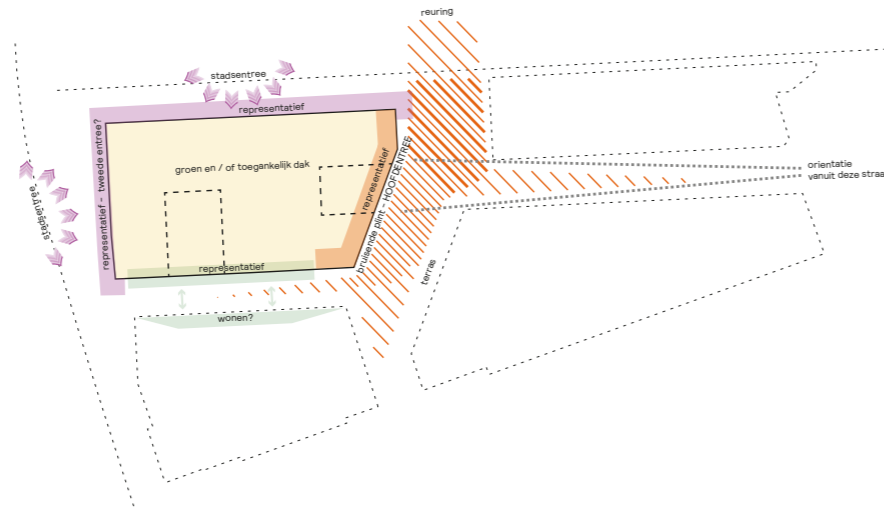 reuring
stadsentree
representatief
representatief - tweede entree?
groen en / of toegankelijk dak
representatief
bruisende plint - HOOFDENTREE
orientatie
vanuit deze straat
stadsentree
representatief
terras
wonen?